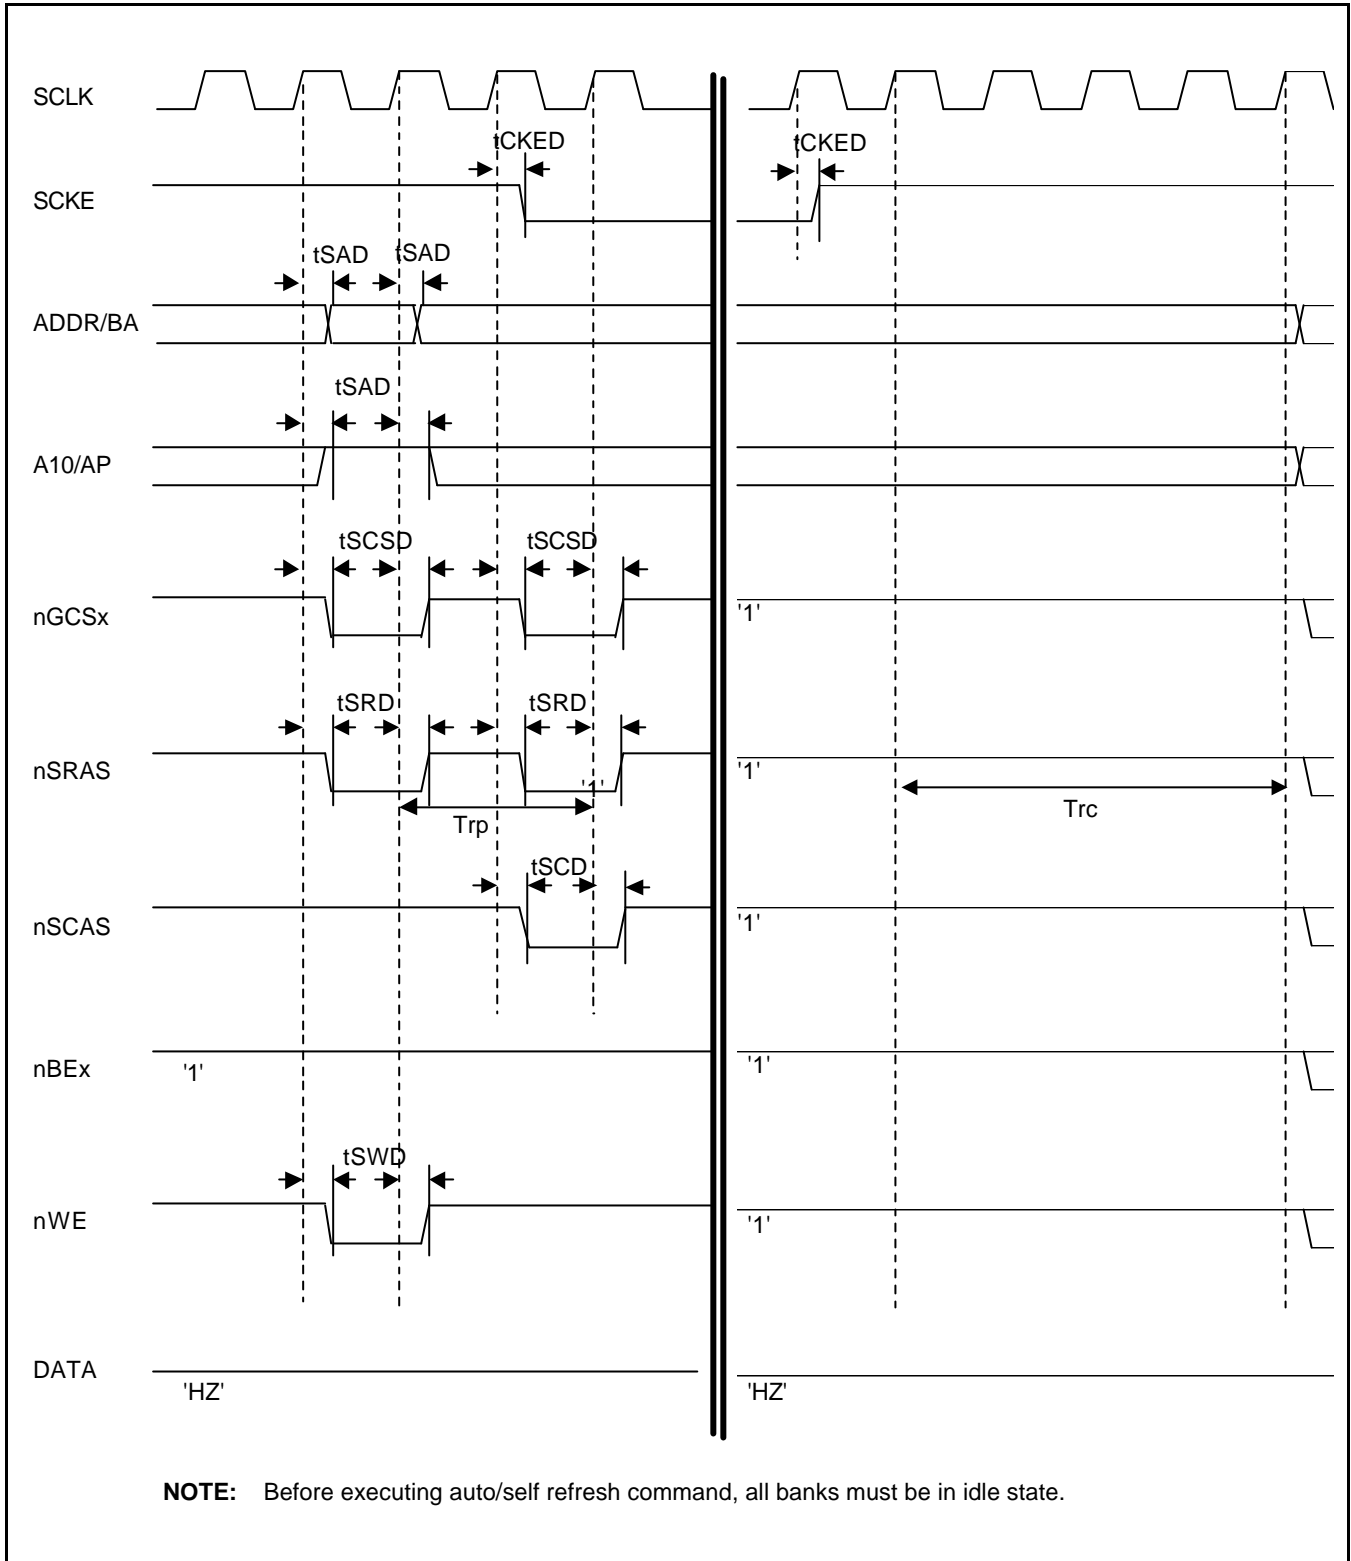 SCLK
tCKED tCKED
SCKE
tSAD tSAD
ADDR/BA
tSAD
A10/AP
tSCSD tSCSD
nGCSx '1'
tSRD tSRD
nSRAS '1' '1'
Trp Trc
tSCD
nSCAS '1'
nBEx '1' '1'
tSWD
nWE '1'
DATA
'HZ' 'HZ'
NOTE: Before executing auto/self refresh command, all banks must be in idle state.